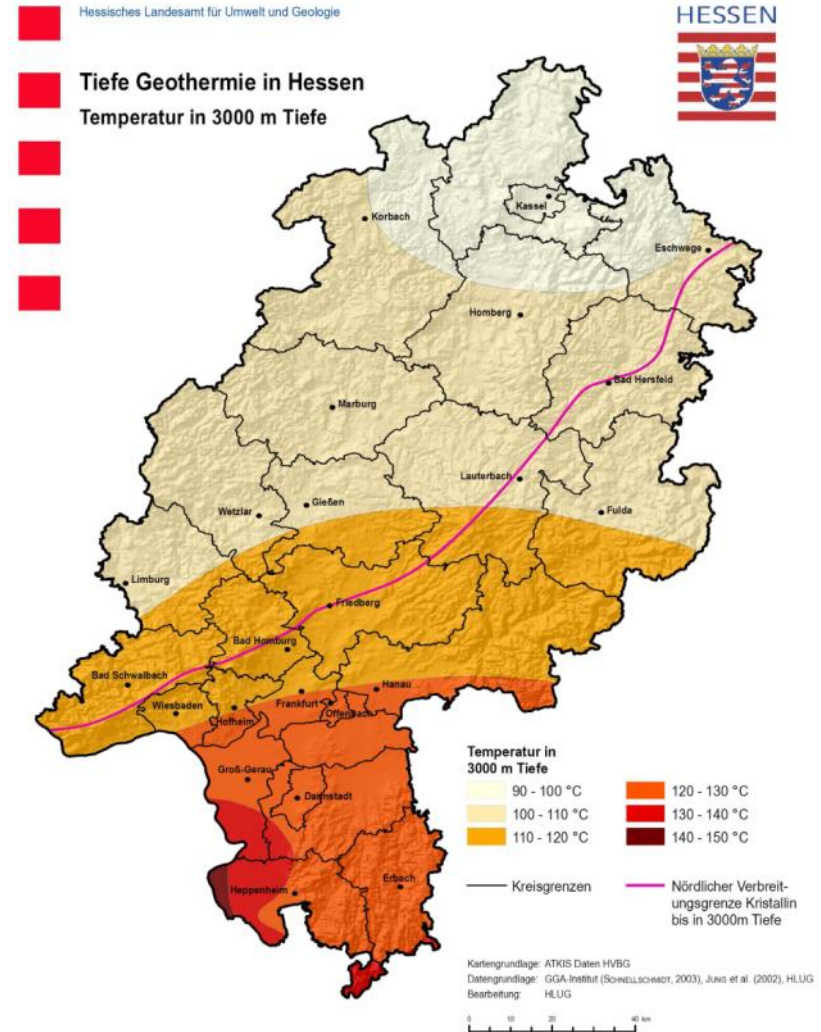 Hessisches Landesamt für Umwelt und Geologie
HESSEN
Tiefe Geothermie in Hessen
Temperatur in 3000 m Tiefe
Kassel
Korbach
Eschwege
Homberg
Bad Hersfeld
Marburg
Lauterbach
Gießen
Wetzlar
Fulda
Limburg
Friedberg
Bad Homburg
Bad Schwalbach
Hanau
Wiesbaden
Frankfurt
Hofheim
Offenbach
Groß-Gerau
Darmstadt
Heppenheim
Erbach
Temperatur in
3000 m Tiefe
90 - 100 °C
120 - 130 °C
100 - 110 °C
130 - 140 °C
110 - 120 °C
140 - 150 °C
Kreisgrenzen
Nördlicher Verbreit-
ungsgrenze Kristallin
bis in 3000m Tiefe
Kartengrundlage: ATKIS Daten HVBG
Datengrundlage: GGA-Institut (SCHNELLSCHMIDT, 2003), JUNG et al. (2002), HLUG
Bearbeitung: HLUG
0 10 20 40 km